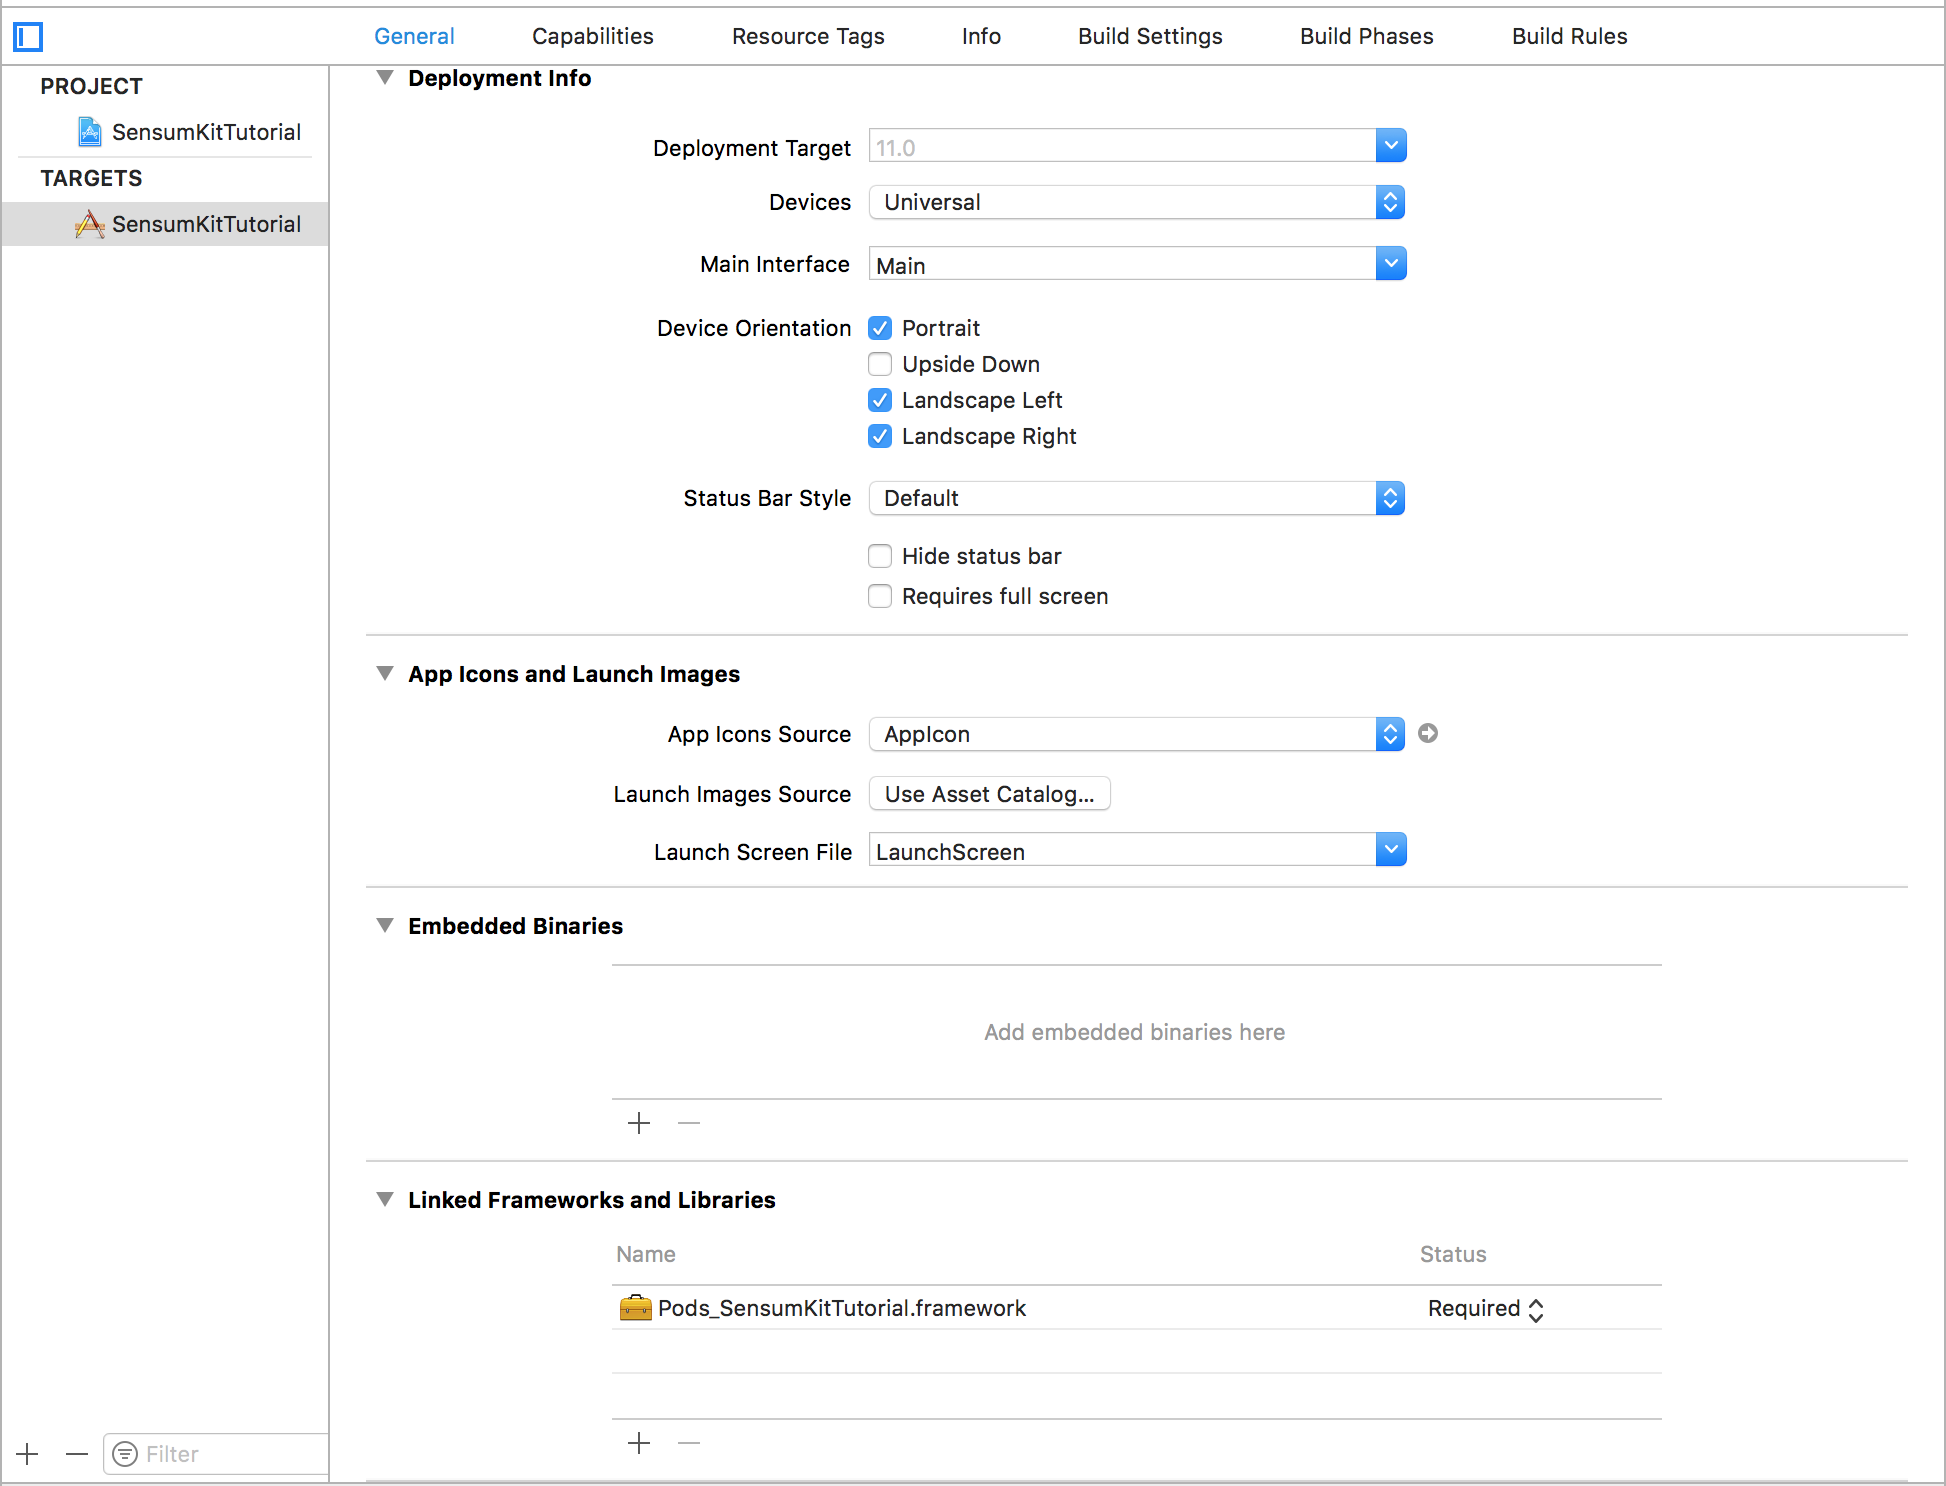 General Capabilities Resource Tags Info Build Settings Build Phases Build Rules
PROJECT
SensumKitTutorial
TARGETS
SensumKitTutorial
Filter
Deployment Info
Deployment Target 11.0
Devices Universal
Main Interface Main
Device Orientation Portrait
Upside Down
Landscape Left
Landscape Right
Status Bar Style Default
Hide status bar
Requires full screen
App Icons and Launch Images
App Icons Source AppIcon
Launch Images Source Use Asset Catalog...
Launch Screen File LaunchScreen
Embedded Binaries
Add embedded binaries here
Linked Frameworks and Libraries
Name Status
Pods_SensumKitTutorial.framework Required